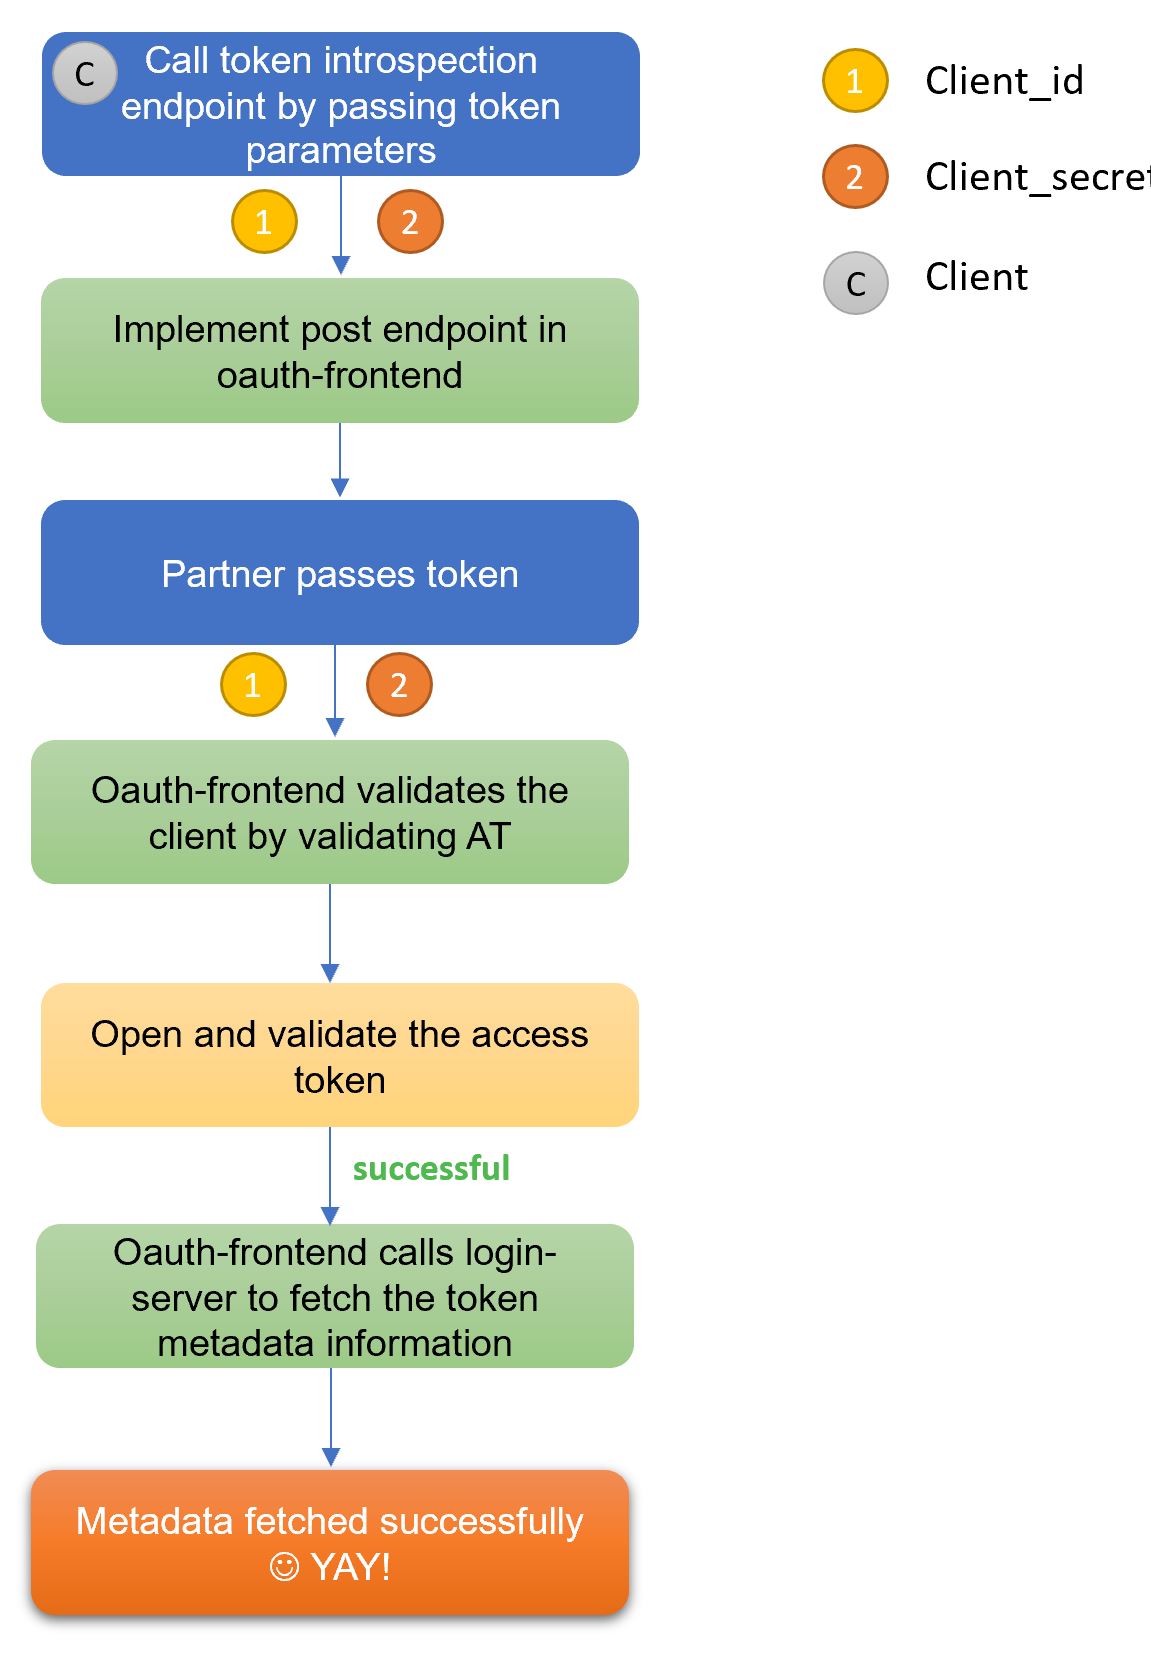 C
Call token introspection
endpoint by passing token
parameters
1 2
Implement post endpoint in
oauth-frontend
Partner passes token
1 2
Oauth-frontend validates the
client by validating AT
Open and validate the access
token
successful
Oauth-frontend calls login-
server to fetch the token
metadata information
Metadata fetched successfully
☺ YAY!
1 Client_id
2 Client_secret
C Client